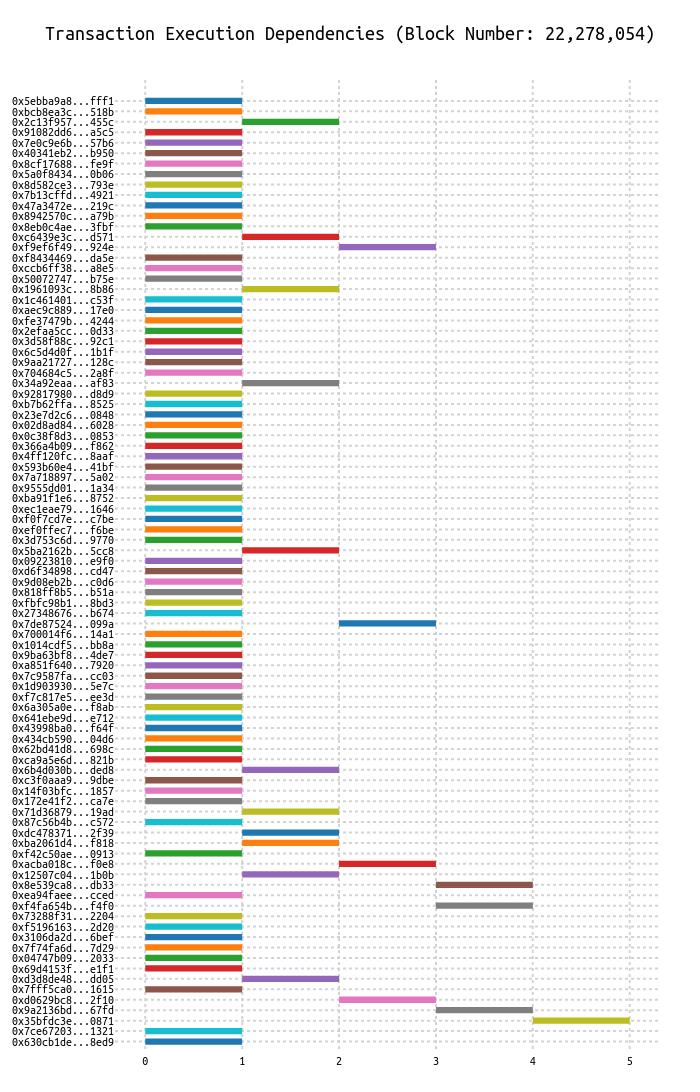 Transaction Execution Dependencies (Block Number: 22,278,054)
0x5ebba9a8...fff1
0xbcb8ea3c...518b
0x2c13f957...455c
0x91082dd6...a5c5
0x7e0c9e6b...57b6
0x40341eb2...b950
0x8cf17688...fe9f
0x5a0f8434...0b06
0x8d582ce3...793e
0x7b13cffd...4921
0x47a3472e...219c
0x8942570c...a79b
0x8eb0c4ae...3fbf
0xc6439e3c...d571
0xf9ef6f49...924e
0xf8434469...da5e
0xccb6ff38...a8e5
0x50072747...b75e
0x1961093c...8b86
0x1c461401...c53f
0xaec9c889...17e0
0xfe37479b...4244
0x2efaa5cc...0d33
0x3d58f88c...92c1
0x6c5d4d0f...1b1f
0x9aa21727...128c
0x704684c5...2a8f
0x34a92eaa...af83
0x92817980...d8d9
0xb7b62ffa...8525
0x23e7d2c6...0848
0x02d8ad84...6028
0x0c38f8d3...0853
0x366a4b09...f862
0x4ff120fc...8aaf
0x593b60e4...41bf
0x7a718897...5a02
0x9555dd01...1a34
0xba91f1e6...8752
0xec1eae79...1646
0xf0f7cd7e...c7be
0xef0ffec7...f6be
0x3d753c6d...9770
0x5ba2162b...5cc8
0x09223810...e9f0
0xd6f34898...cd47
0x9d08eb2b...c0d6
0x818ff8b5...b51a
0xfbfc98b1...8bd3
0x27348676...b674
0x7de87524...099a
0x700014f6...14a1
0x1014cdf5...bb8a
0x9ba63bf8...4de7
0xa851f640...7920
0x7c9587fa...cc03
0x1d903930...5e7c
0xf7c817e5...ee3d
0x6a305a0e...f8ab
0x641ebe9d...e712
0x43998ba0...f64f
0x434cb590...04d6
0x62bd41d8...698c
0xca9a5e6d...821b
0x6b4d030b...ded8
0xc3f0aaa9...9dbe
0x14f03bfc...1857
0x172e41f2...ca7e
0x71d36879...19ad
0x87c56b4b...c572
0xdc478371...2f39
0xba2061d4...f818
0xf42c50ae...0913
0xacba018c...f0e8
0x12507c04...1b0b
0x8e539ca8...db33
0xea94faee...cced
0xf4fa654b...f4f0
0x73288f31...2204
0xf5196163...2d20
0x3106da2d...6bef
0x7f74fa6d...7d29
0x04747b09...2033
0x69d4153f...e1f1
0xd3d8de48...dd05
0x7fff5ca0...1615
0xd0629bc8...2f10
0x9a2136bd...67fd
0x35bfdc3e...0871
0x7ce67203...1321
0x630cb1de...8ed9
0 1 2 3 4 5